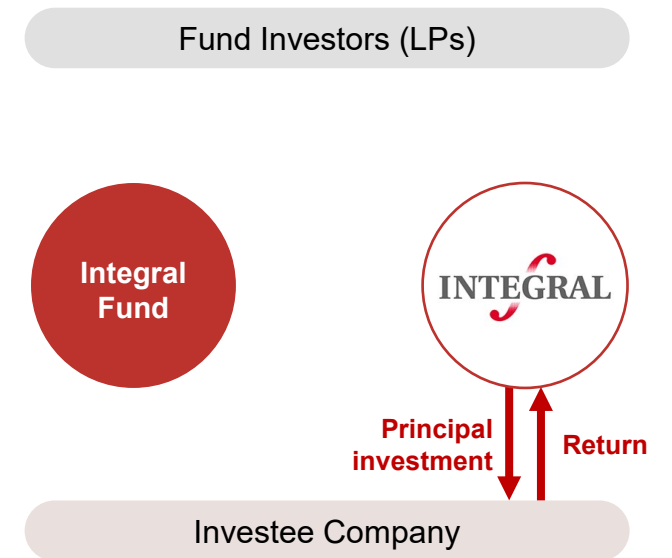 Fund Investors (LPs)
Integral
Fund
INTEGRAL
Principal
investment
Return
Investee Company